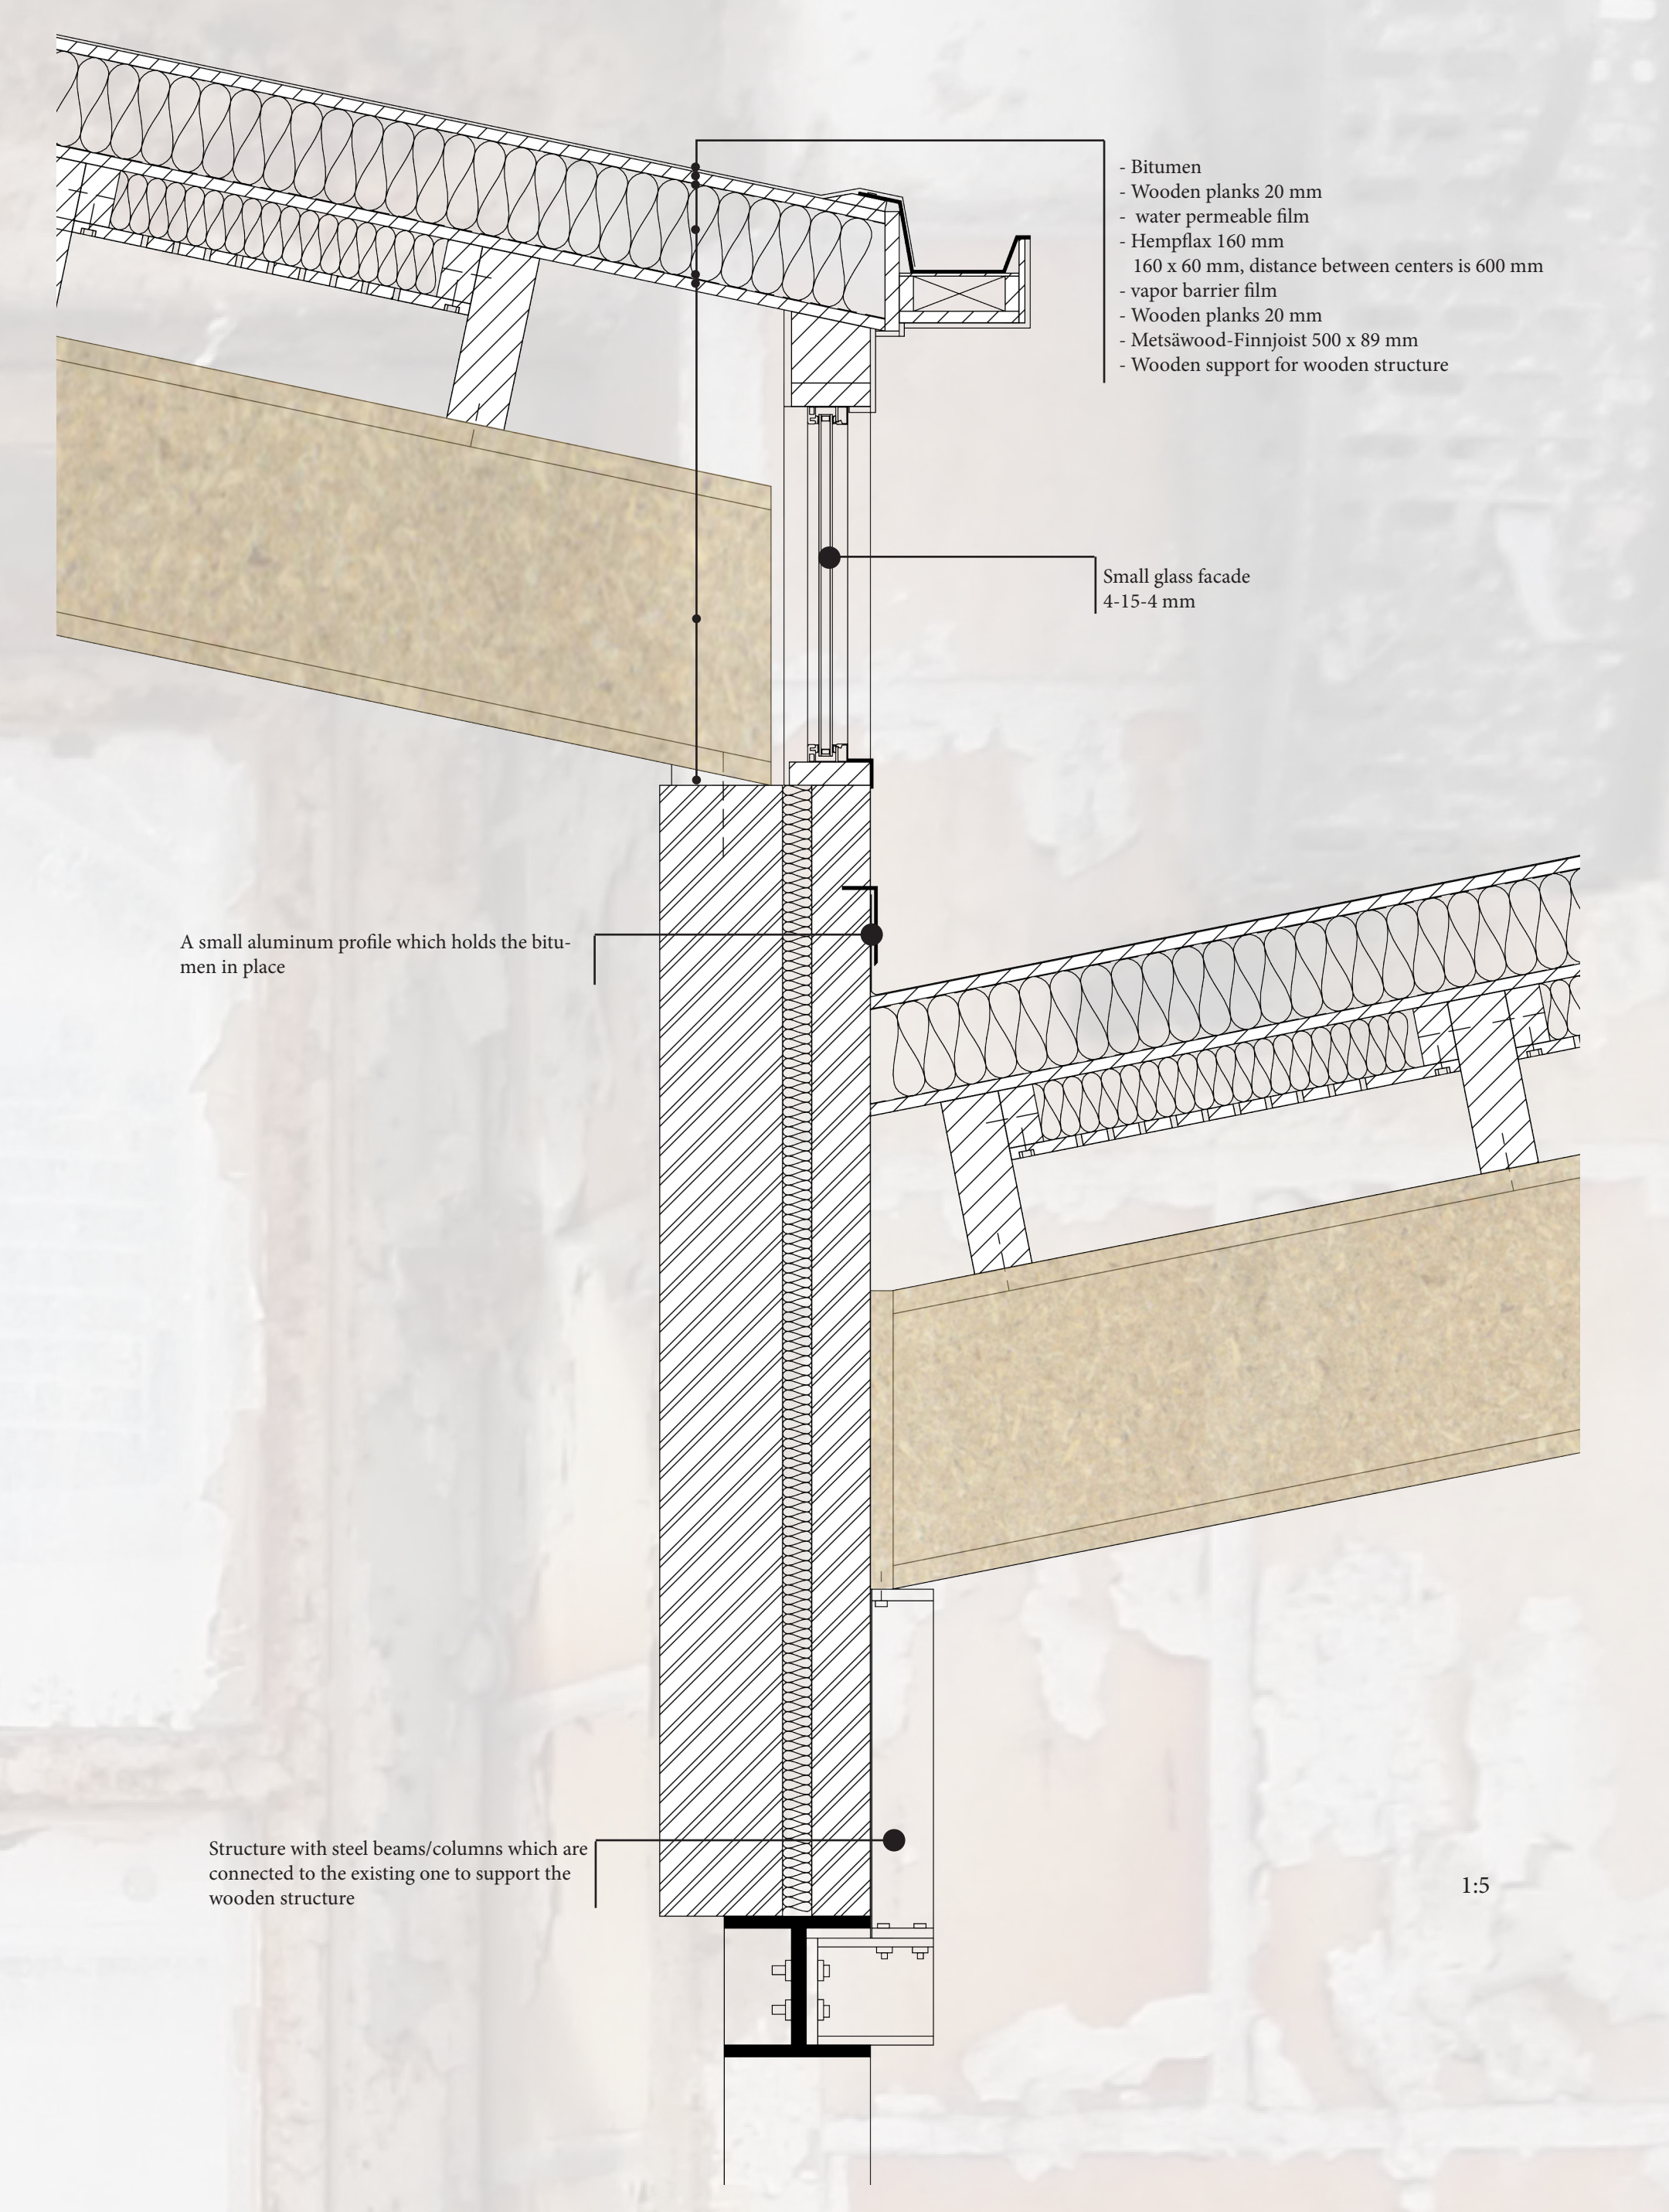 - Bitumen
- Wooden planks 20 mm
-  water permeable film
- Hempflax 160 mm
160 x 60 mm, distance between centers is 600 mm
- vapor barrier film
- Wooden planks 20 mm
- Metsäwood-Finnjoist 500 x 89 mm
- Wooden support for wooden structure
Small glass facade
4-15-4 mm
A small aluminum profile which holds the bitu-
men in place
Structure with steel beams/columns which are
connected to the existing one to support the
wooden structure
1:5